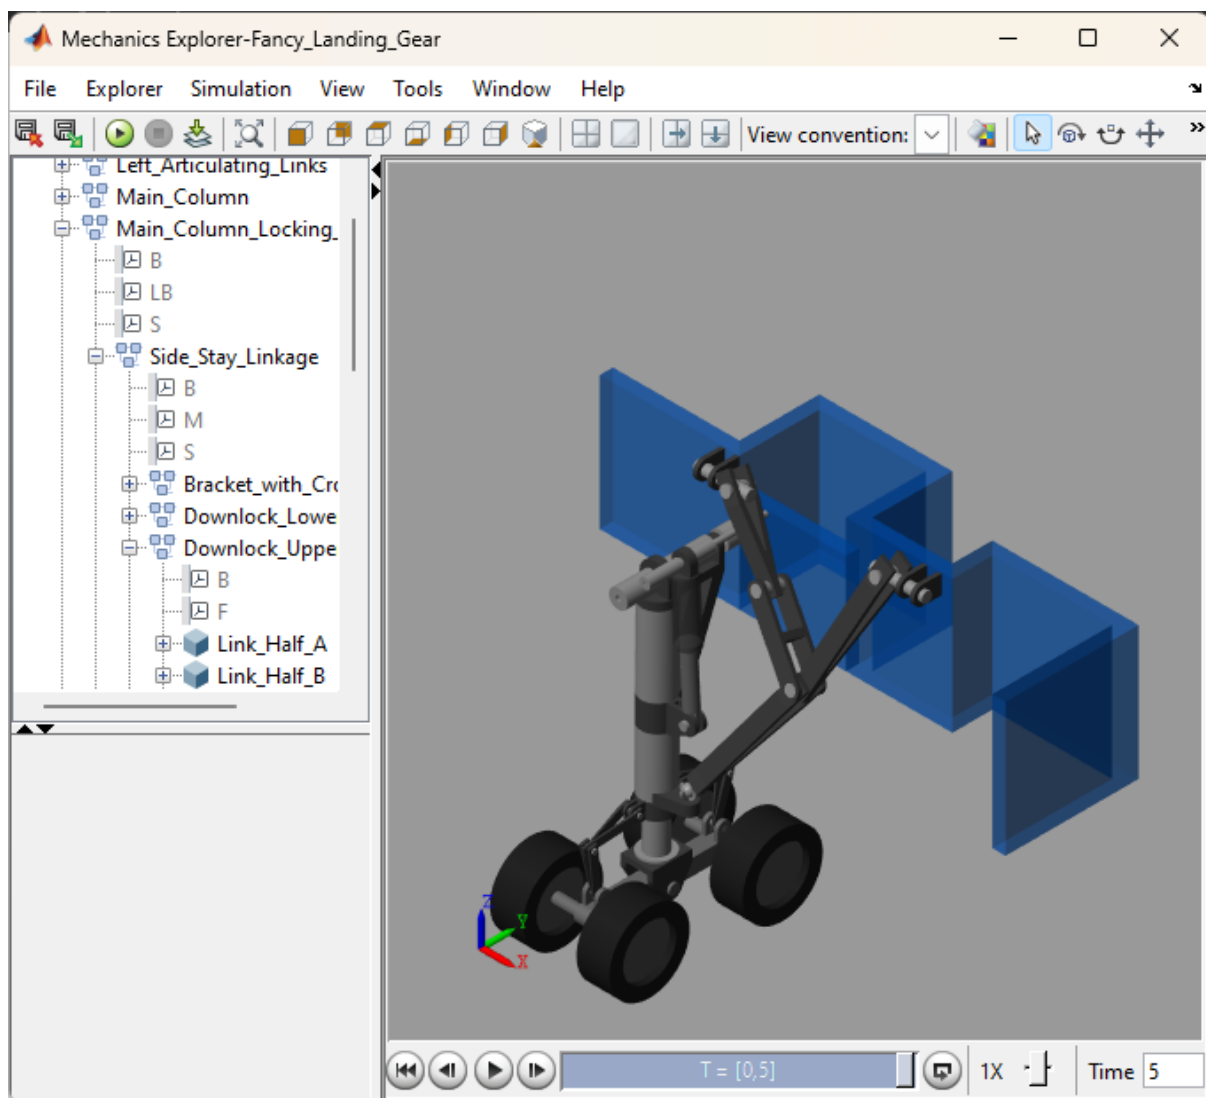 Mechanics Explorer-Fancy_Landing_Gear
File Explorer Simulation View Tools Window Help
View convention:
Left_Articulating_Links
Main_Column
Main_Column_Locking_
B
LB
S
Side_Stay_Linkage
B
M
S
Bracket_with_Cro
Downlock_Lowe
Downlock_Uppe
B
F
Link_Half_A
Link_Half_B
Z
Y
X
T = [0,5]
1X
Time 5